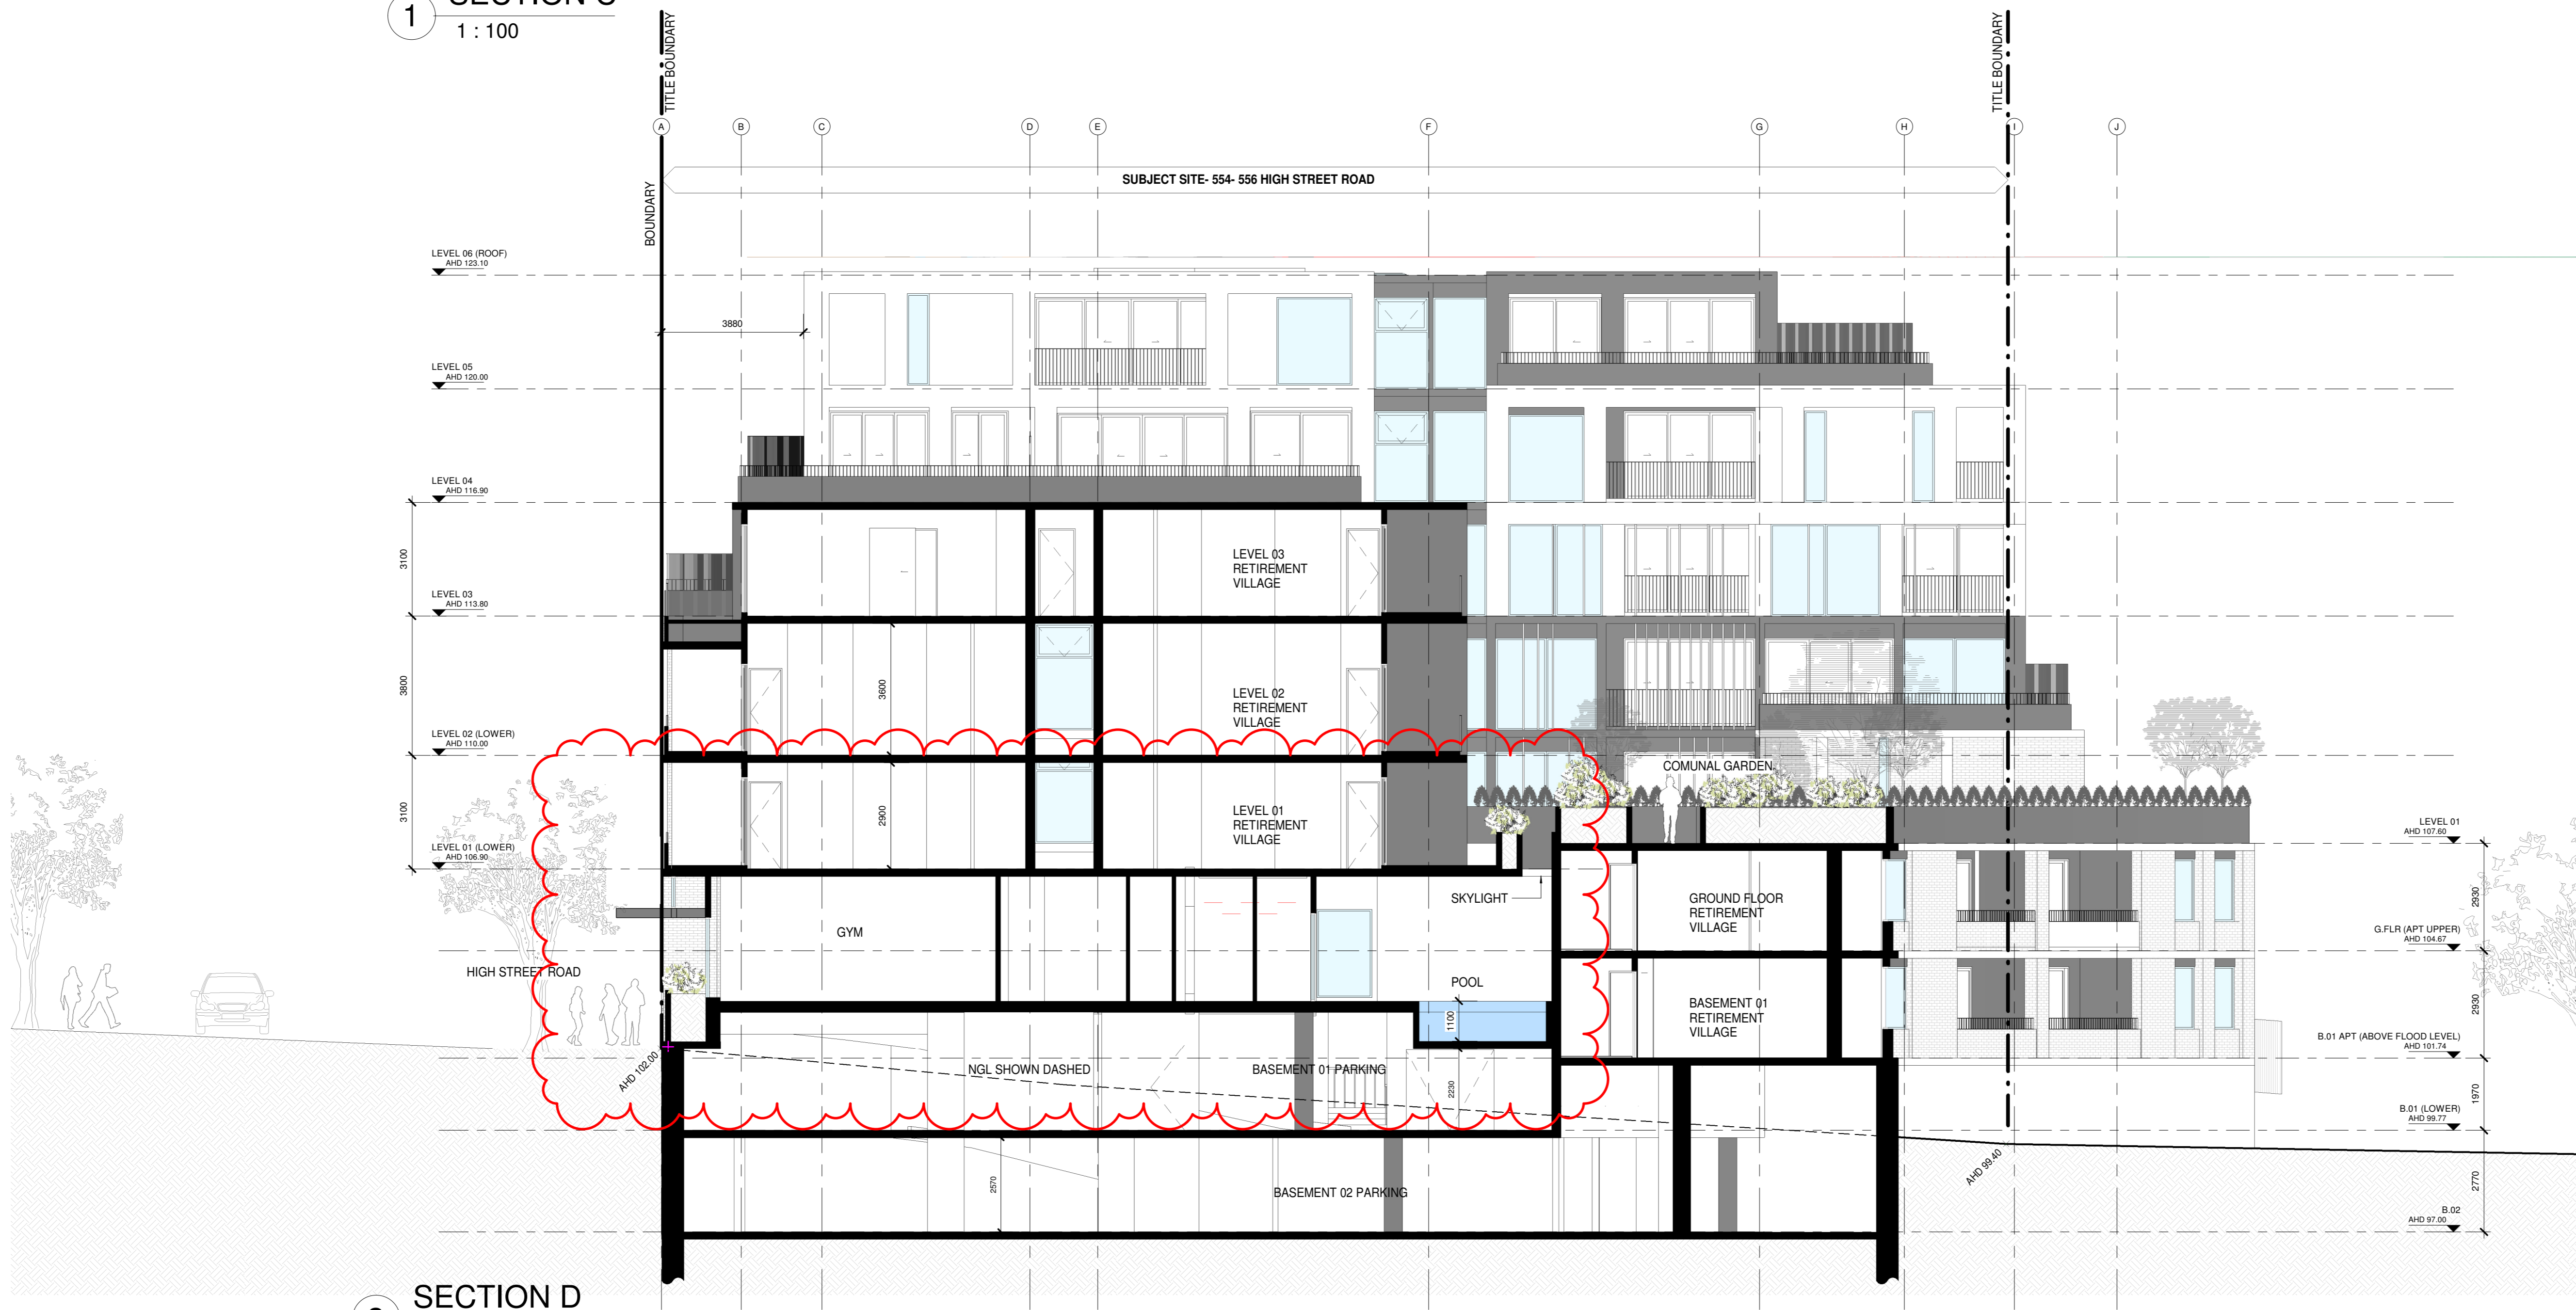 1
SECTION C
1 : 100
TITLE BOUNDARY
TITLE BOUNDARY
A
B
C
D
E
F
G
H
I
J
BOUNDARY
SUBJECT SITE- 554- 556 HIGH STREET ROAD
LEVEL 06 (ROOF)
AHD 123.10
3880
LEVEL 05
AHD 120.00
LEVEL 04
AHD 116.90
3100
LEVEL 03
RETIREMENT
VILLAGE
LEVEL 03
AHD 113.80
3800
3600
LEVEL 02
RETIREMENT
VILLAGE
LEVEL 02 (LOWER)
AHD 110.00
COMUNAL GARDEN
3100
2900
LEVEL 01
RETIREMENT
VILLAGE
LEVEL 01 (LOWER)
AHD 106.90
LEVEL 01
AHD 107.60
SKYLIGHT
GROUND FLOOR
RETIREMENT
VILLAGE
2930
GYM
G.FLR (APT UPPER)
AHD 104.67
HIGH STREET ROAD
POOL
1100
BASEMENT 01
RETIREMENT
VILLAGE
2930
B.01 APT (ABOVE FLOOD LEVEL)
AHD 101.74
AHD 102.00
NGL SHOWN DASHED
BASEMENT 01 PARKING
2230
1970
B.01 (LOWER)
AHD 99.77
AHD 99.40
2570
BASEMENT 02 PARKING
2770
B.02
AHD 97.00
SECTION D